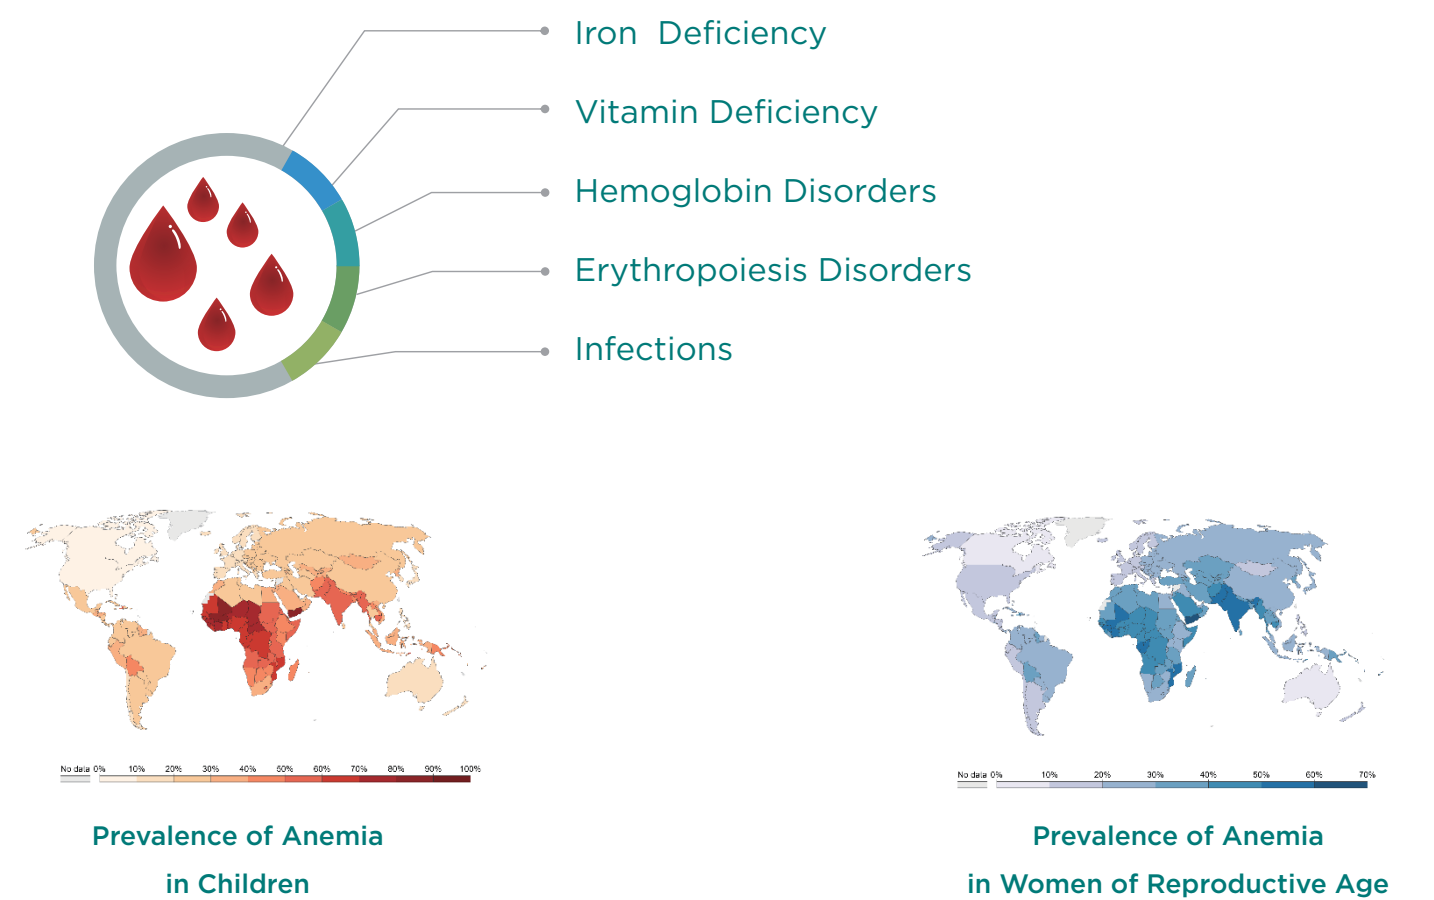 Iron Deficiency
Vitamin Deficiency
Hemoglobin Disorders
Erythropoiesis Disorders
Infections
No data 0% 10% 20% 30% 40% 50% 60% 70% 80% 90% 100%
Prevalence of Anemia
in Children
No data 0% 10% 20% 30% 40% 50% 60% 70%
Prevalence of Anemia
in Women of Reproductive Age